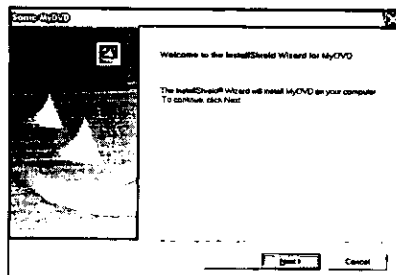 Sonic MyDVD
Welcome to the InstallShield Wizard for MyDVD
The InstallShield® Wizard will install MyDVD on your computer.
To continue, click Next
Next >
Cancel